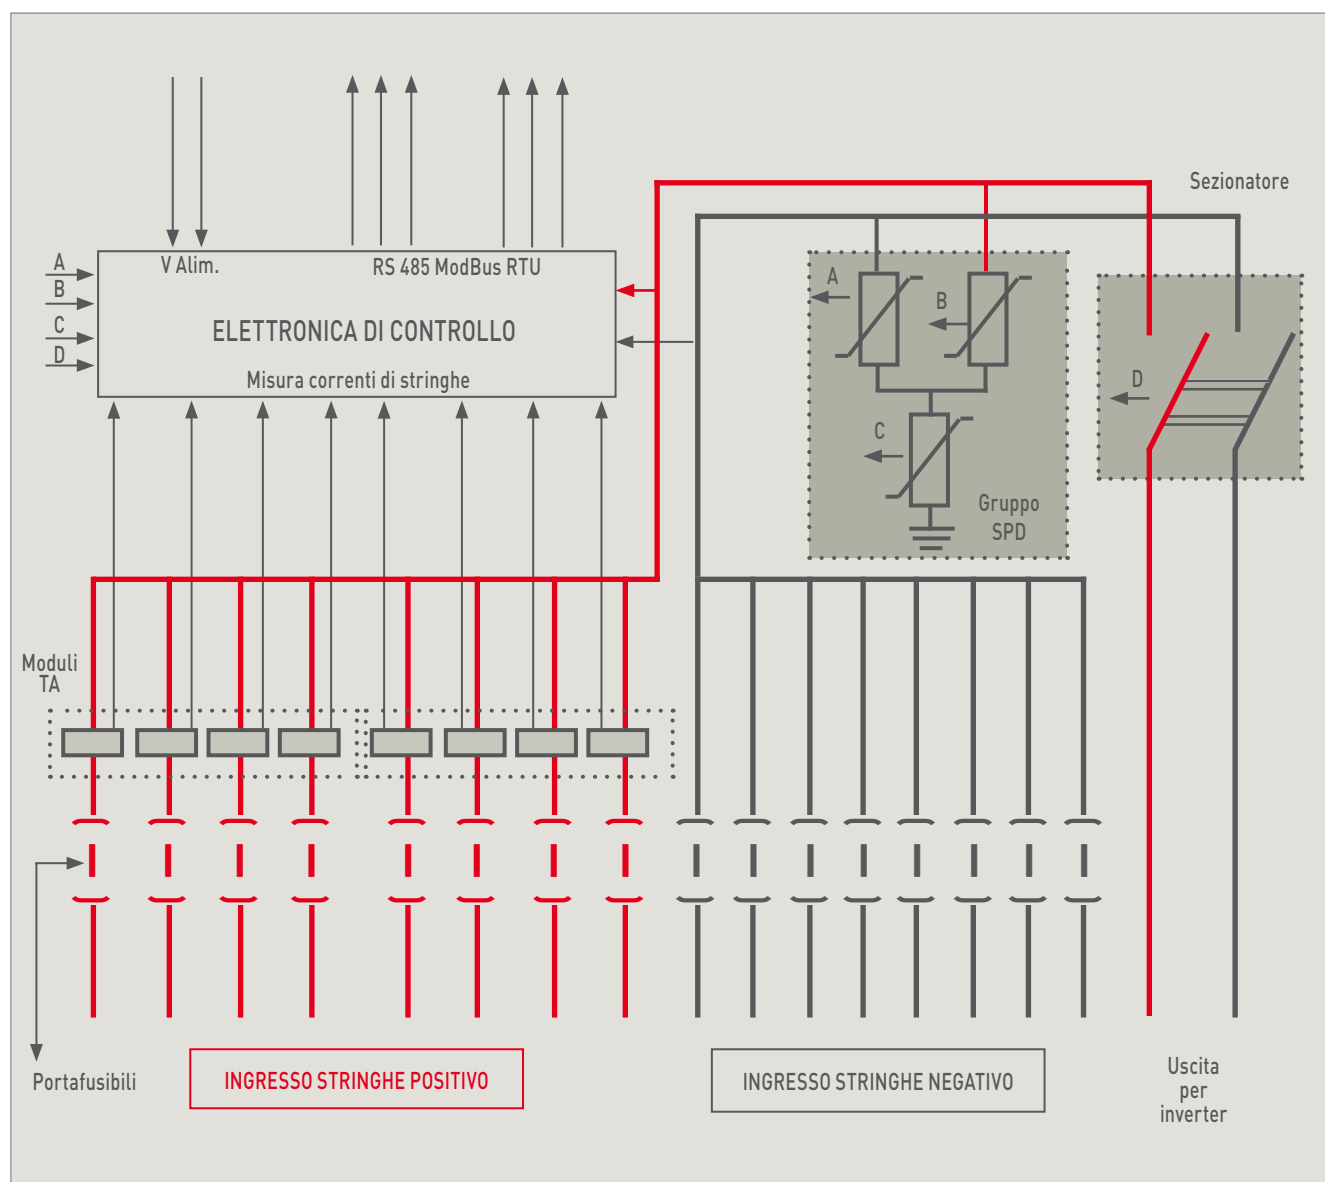 Sezionatore
A
B
C
D
V Alim.
RS 485 ModBus RTU
ELETTRONICA DI CONTROLLO
Misura correnti di stringhe
A
B
C
Gruppo
SPD
D
Moduli
TA
Portafusibili
INGRESSO STRINGHE POSITIVO
INGRESSO STRINGHE NEGATIVO
Uscita
per
inverter